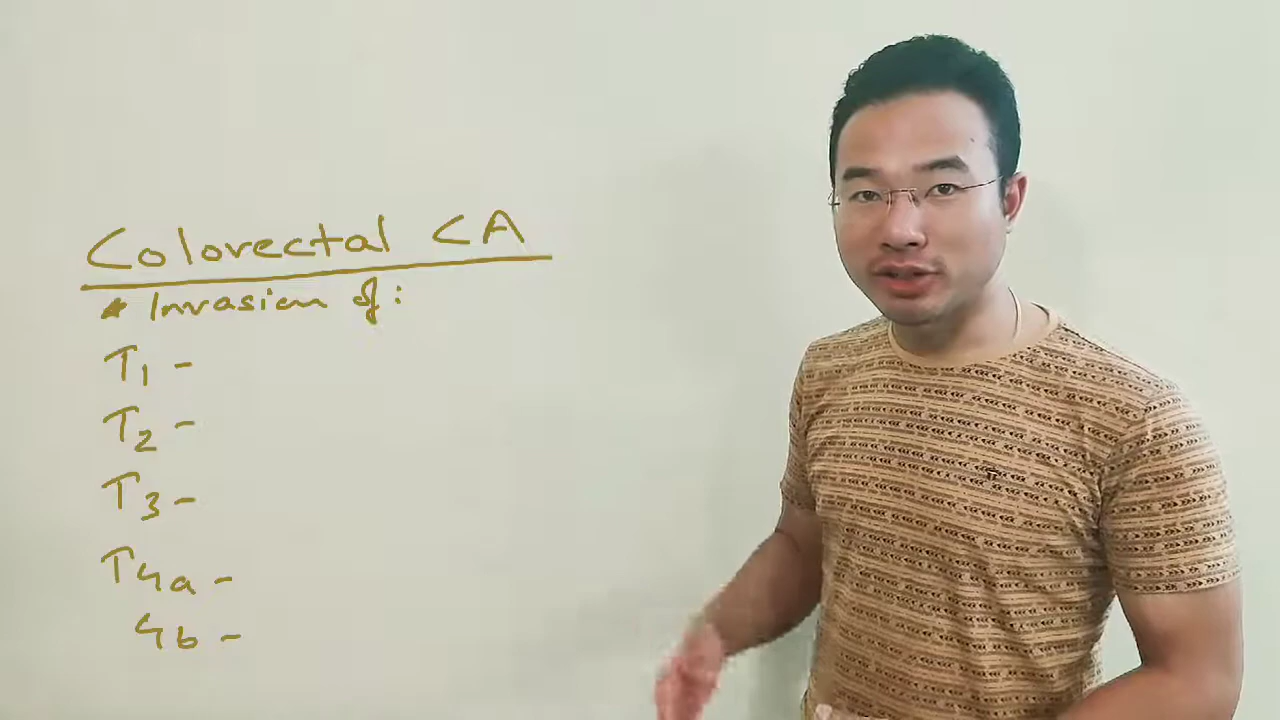 Colorectal CA
* Invasion of:
T1 -
T2 -
T3 -
T4a -
4b -